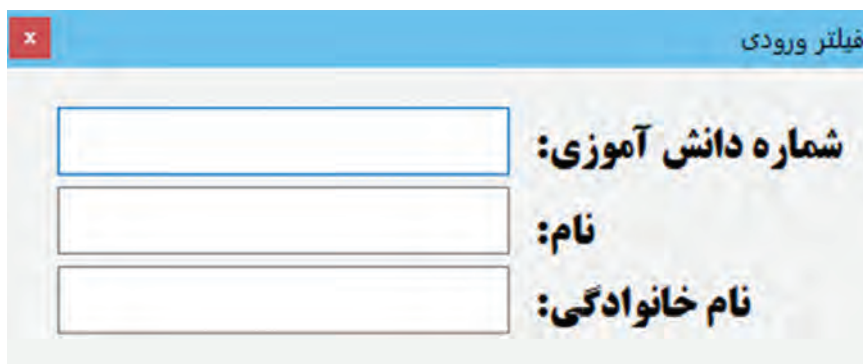 فیلتر ورودی
x
شماره دانش آموزی:
نام:
نام خانوادگی: